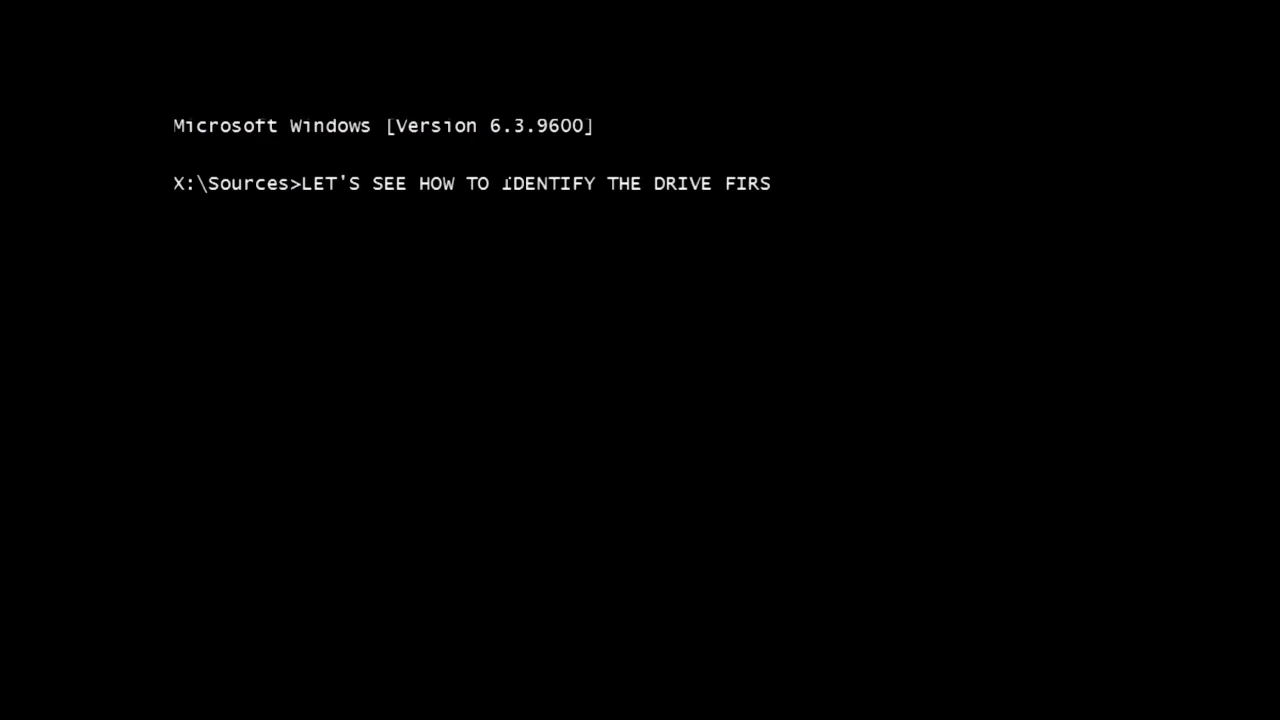 Microsoft Windows [Version 6.3.9600]
X:\Sources>LET'S SEE HOW TO IDENTIFY THE DRIVE FIRS